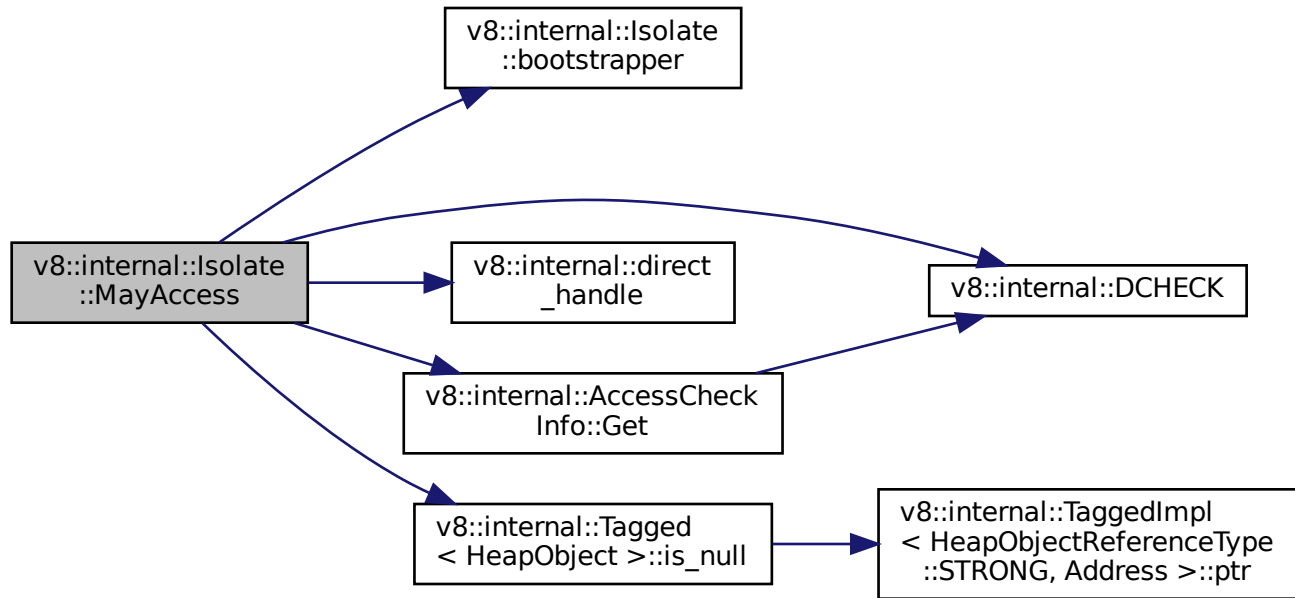 v8::internal::Isolate
::bootstrapper
v8::internal::Isolate
::MayAccess
v8::internal::direct
_handle
v8::internal::DCHECK
v8::internal::AccessCheck
Info::Get
v8::internal::Tagged
< HeapObject >::is_null
v8::internal::TaggedImpl
< HeapObjectReferenceType
::STRONG, Address >::ptr